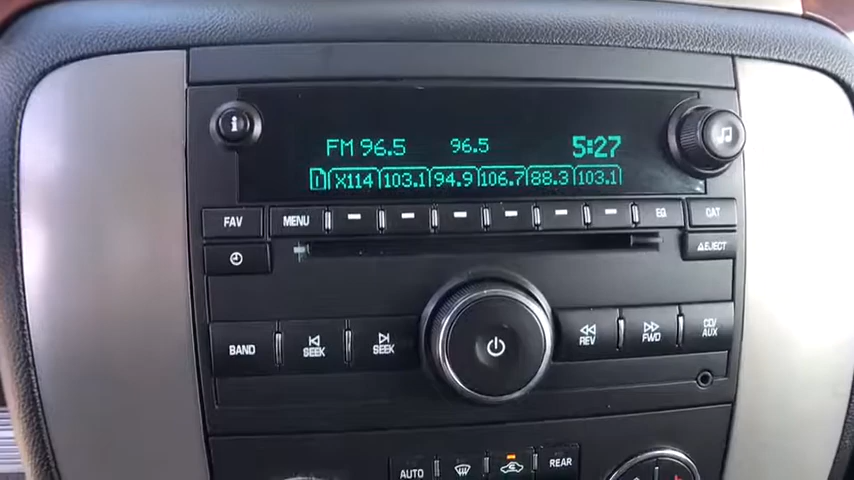 i
FM 96.5 96.5 5:27
1 X114 103.1 94.9 106.7 88.3 103.1
FAV MENU EQ CAT
EJECT
BAND SEEK SEEK REV FWD CD/AUX
AUTO REAR